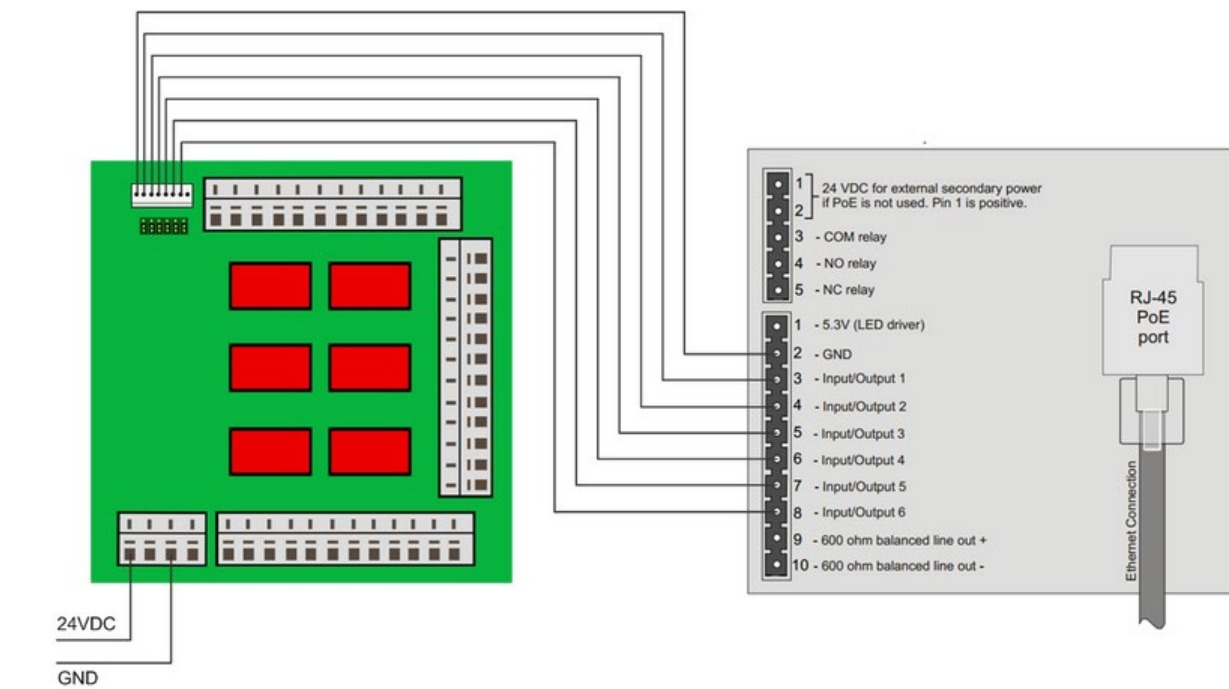 1
24 VDC for external secondary power
2
if PoE is not used. Pin 1 is positive.
3 - COM relay
4 - NO relay
5 - NC relay
1 - 5.3V (LED driver)
2 - GND
3 - Input/Output 1
4 - Input/Output 2
5 - Input/Output 3
6 - Input/Output 4
7 - Input/Output 5
8 - Input/Output 6
9 - 600 ohm balanced line out +
10 - 600 ohm balanced line out -
RJ-45
PoE
port
Ethernet Connection
24VDC
GND